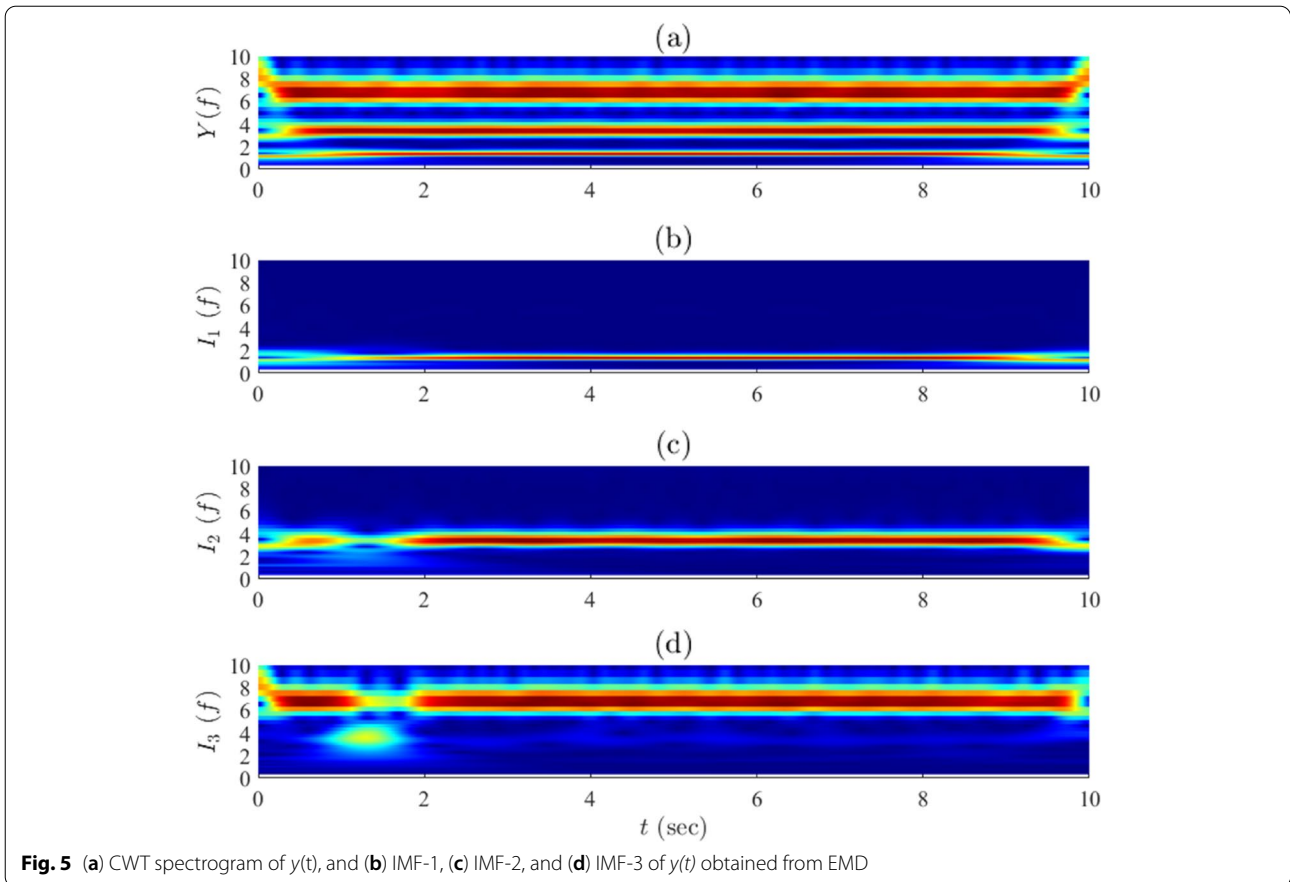 (a)
Y(f)
10
8
6
4
2
0
0 2 4 6 8 10
(b)
I₁ (f)
10
8
6
4
2
0
0 2 4 6 8 10
(c)
I₂ (f)
10
8
6
4
2
0
0 2 4 6 8 10
(d)
I₃ (f)
10
8
6
4
2
0
0 2 4 6 8 10
t (sec)
Fig. 5 (a) CWT spectrogram of y(t), and (b) IMF-1, (c) IMF-2, and (d) IMF-3 of y(t) obtained from EMD